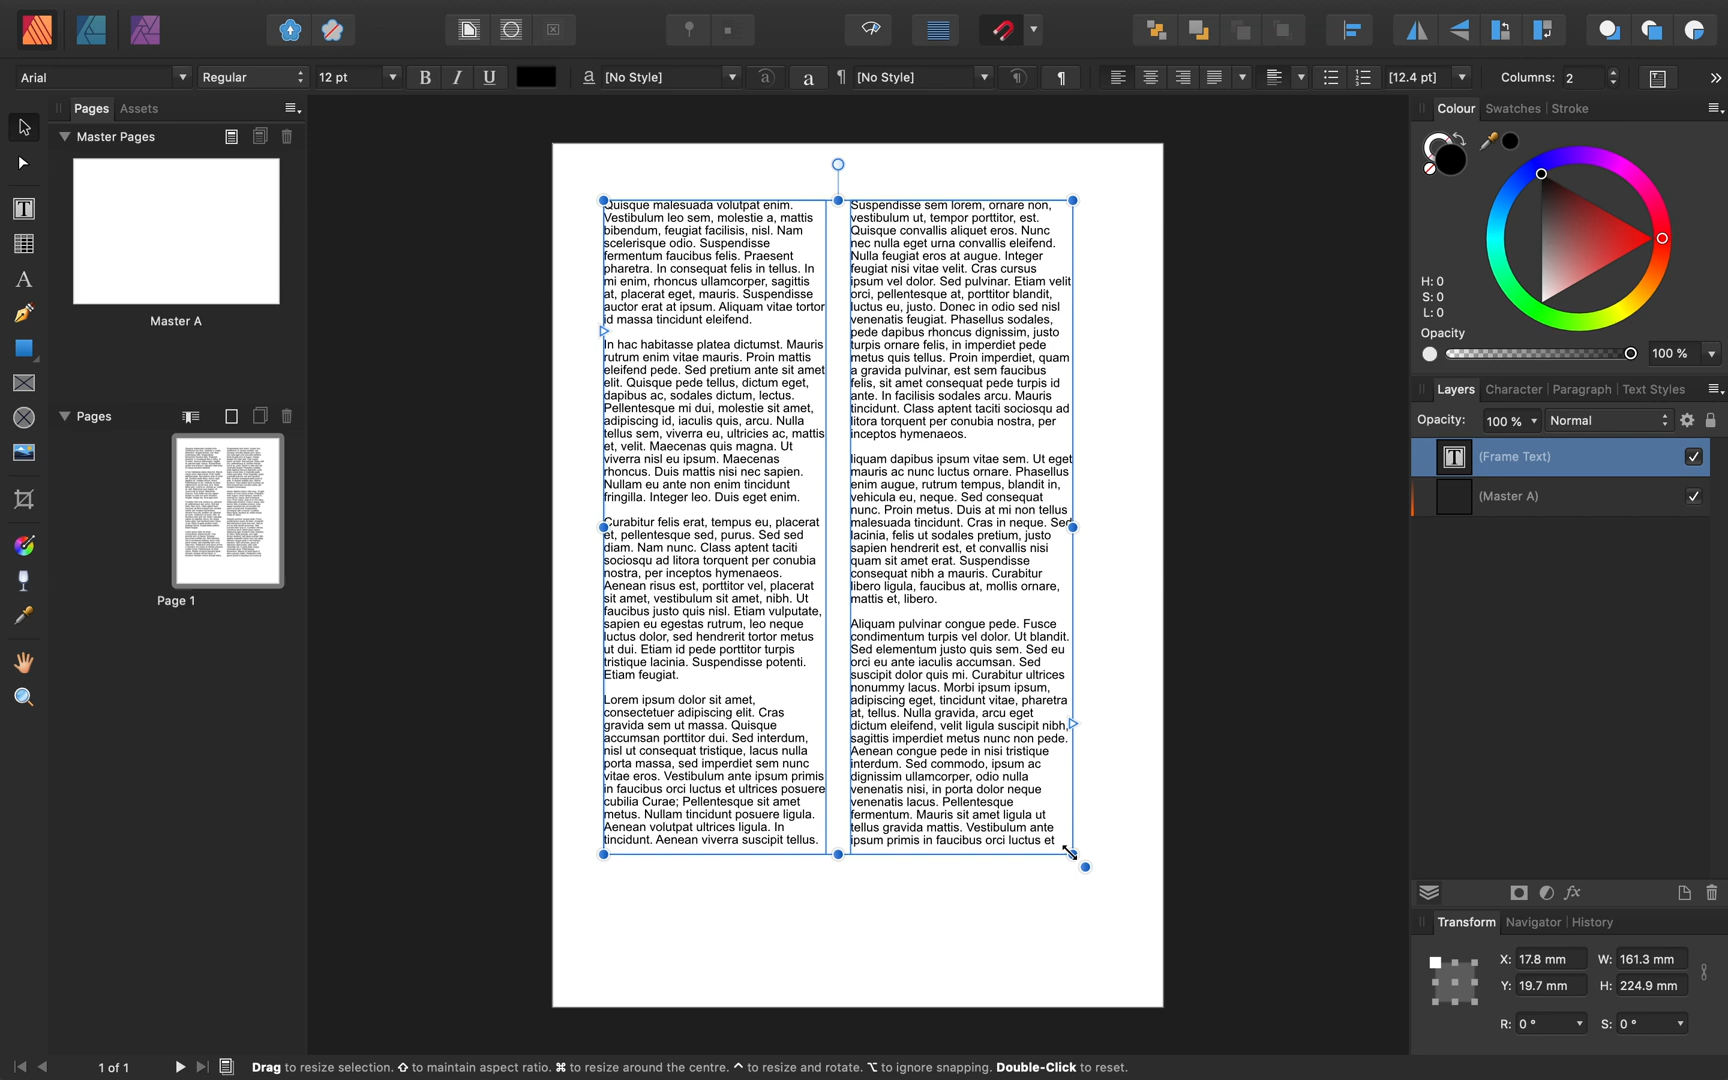 Arial
Regular
12 pt
B I U
a [No Style]
a
a
¶ [No Style]
¶
¶
[12.4 pt]
Columns: 2
Pages
Assets
Master Pages
Master A
Pages
Page 1
Quisque malesuada volutpat enim.
Vestibulum leo sem, molestie a, mattis
bibendum, feugiat facilisis, nisl. Nam
scelerisque odio. Suspendisse
fermentum faucibus felis. Praesent
pharetra. In consequat felis in tellus. In
mi enim, rhoncus ullamcorper, sagittis
at, placerat eget, mauris. Suspendisse
auctor erat at ipsum. Aliquam vitae tortor
id massa tincidunt eleifend.
In hac habitasse platea dictumst. Mauris
rutrum enim vitae mauris. Proin mattis
eleifend pede. Sed pretium ante sit amet
elit. Quisque pede tellus, dictum eget,
dapibus ac, sodales dictum, lectus.
Pellentesque mi dui, molestie sit amet,
adipiscing id, iaculis quis, arcu. Nulla
tellus sem, viverra eu, ultricies ac, mattis
et, velit. Maecenas quis magna. Ut
viverra nisl eu ipsum. Maecenas
rhoncus. Duis mattis nisi nec sapien.
Nullam eu ante non enim tincidunt
fringilla. Integer leo. Duis eget enim.
Curabitur felis erat, tempus eu, placerat
et, pellentesque sed, purus. Sed sed
diam. Nam nunc. Class aptent taciti
sociosqu ad litora torquent per conubia
nostra, per inceptos hymenaeos.
Aenean risus est, porttitor vel, placerat
sit amet, vestibulum sit amet, nibh. Ut
faucibus justo quis nisl. Etiam vulputate,
sapien eu egestas rutrum, leo neque
luctus dolor, sed hendrerit tortor metus
ut dui. Etiam id pede porttitor turpis
tristique lacinia. Suspendisse potenti.
Etiam feugiat.
Lorem ipsum dolor sit amet,
consectetuer adipiscing elit. Cras
gravida sem ut massa. Quisque
accumsan porttitor dui. Sed interdum,
nisl ut consequat tristique, lacus nulla
porta massa, sed imperdiet sem nunc
vitae eros. Vestibulum ante ipsum primis
in faucibus orci luctus et ultrices posuere
cubilia Curae; Pellentesque sit amet
metus. Nullam tincidunt posuere ligula.
Aenean volutpat ultrices ligula. In
tincidunt. Aenean viverra suscipit tellus.
Suspendisse sem lorem, ornare non,
vestibulum ut, tempor porttitor, est.
Quisque convallis aliquet eros. Nunc
nec nulla eget urna convallis eleifend.
Nulla feugiat eros at augue. Integer
feugiat nisi vitae velit. Cras cursus
ipsum vel dolor. Sed pulvinar. Etiam velit
orci, pellentesque at, porttitor blandit,
luctus eu, justo. Donec in odio sed nisl
venenatis feugiat. Phasellus sodales,
pede dapibus rhoncus dignissim, justo
turpis ornare felis, in imperdiet pede
metus quis tellus. Proin imperdiet, quam
a gravida pulvinar, est sem faucibus
felis, sit amet consequat pede turpis id
ante. In facilisis sodales arcu. Mauris
tincidunt. Class aptent taciti sociosqu ad
litora torquent per conubia nostra, per
inceptos hymenaeos.
liquam dapibus ipsum vitae sem. Ut eget
mauris ac nunc luctus ornare. Phasellus
enim augue, rutrum tempus, blandit in,
vehicula eu, neque. Sed consequat
nunc. Proin metus. Duis at mi non tellus
malesuada tincidunt. Cras in neque. Sed
lacinia, felis ut sodales pretium, justo
sapien hendrerit est, et convallis nisi
quam sit amet erat. Suspendisse
consequat nibh a mauris. Curabitur
libero ligula, faucibus at, mollis ornare,
mattis et, libero.
Aliquam pulvinar congue pede. Fusce
condimentum turpis vel dolor. Ut blandit.
Sed elementum justo quis sem. Sed eu
orci eu ante iaculis accumsan. Sed
suscipit dolor quis mi. Curabitur ultrices
nonummy lacus. Morbi ipsum ipsum,
adipiscing eget, tincidunt vitae, pharetra
at, tellus. Nulla gravida, arcu eget
dictum eleifend, velit ligula suscipit nibh,
sagittis imperdiet metus nunc non pede.
Aenean congue pede in nisi tristique
interdum. Sed commodo, ipsum ac
dignissim ullamcorper, odio nulla
venenatis nisi, in porta dolor neque
venenatis lacus. Pellentesque
fermentum. Mauris sit amet ligula ut
tellus gravida mattis. Vestibulum ante
ipsum primis in faucibus orci luctus et
Colour
Swatches
Stroke
H: 0
S: 0
L: 0
Opacity
100 %
Layers
Character
Paragraph
Text Styles
Opacity: 100 %
Normal
T (Frame Text)
(Master A)
fx
Transform
Navigator
History
X: 17.8 mm W: 161.3 mm
Y: 19.7 mm H: 224.9 mm
R: 0 ° S: 0 °
1 of 1
Drag to resize selection. ⇧ to maintain aspect ratio. ⌘ to resize around the centre. ^ to resize and rotate. ⌥ to ignore snapping. Double-Click to reset.